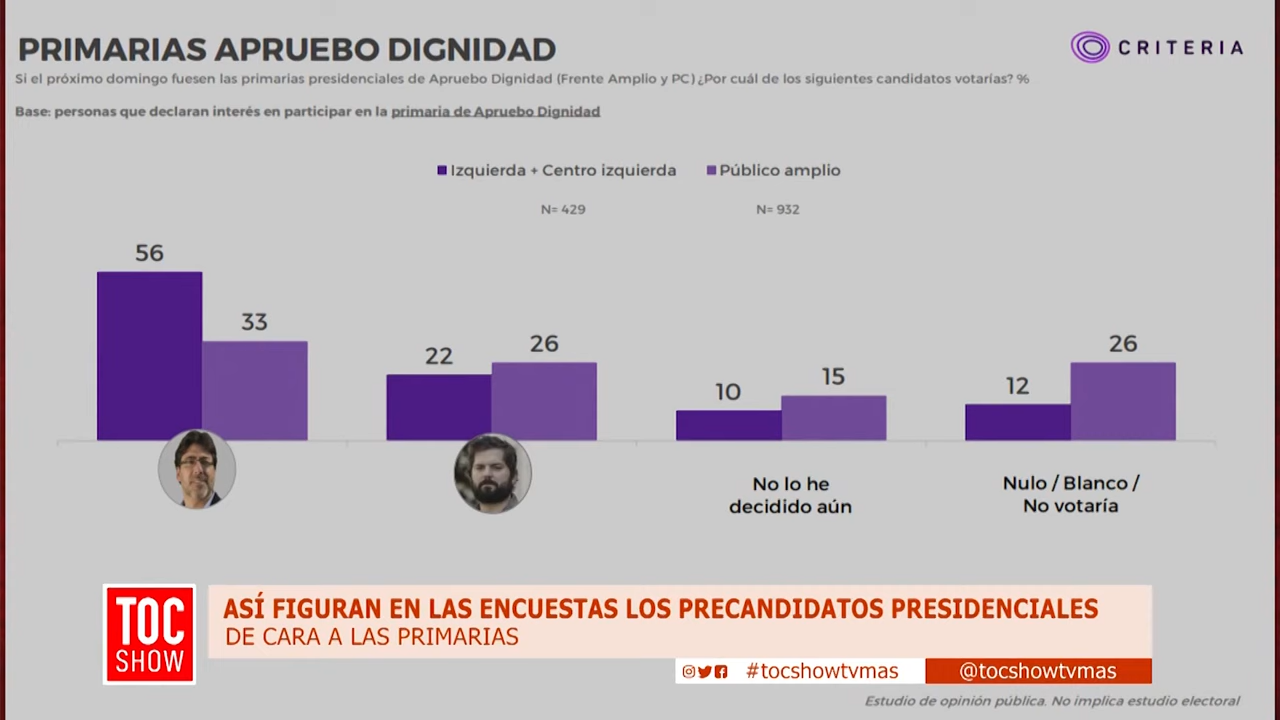 PRIMARIAS APRUEBO DIGNIDAD
CRITERIA
Si el próximo domingo fuesen las primarias presidenciales de Apruebo Dignidad (Frente Amplio y PC) ¿Por cuál de los siguientes candidatos votarías? %
Base: personas que declaran interés en participar en la primaria de Apruebo Dignidad
Izquierda + Centro izquierda
Público amplio
N= 429
N= 932
56
33
22
26
10
15
12
26
No lo he
decidido aún
Nulo / Blanco /
No votaría
TOC
SHOW
ASÍ FIGURAN EN LAS ENCUESTAS LOS PRECANDIDATOS PRESIDENCIALES
DE CARA A LAS PRIMARIAS
#tocshowtvmas
@tocshowtvmas
Estudio de opinión pública. No implica estudio electoral